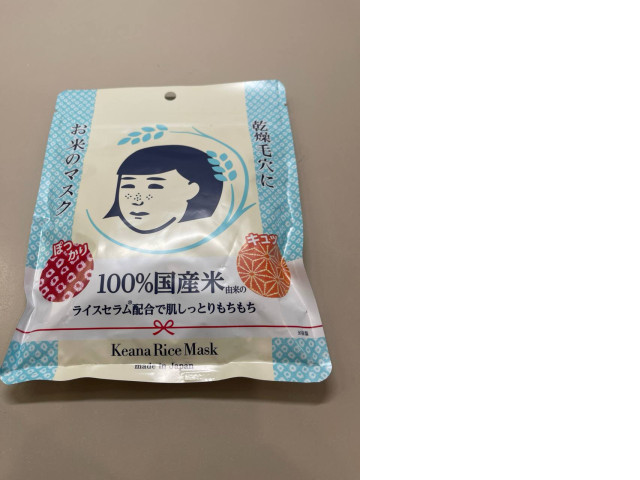 乾燥毛穴に
お米のマスク
ぽっかり
キュッ
100%国産米由来の
ライスセラム配合で肌しっとりもちもち
Keana Rice Mask
made in Japan